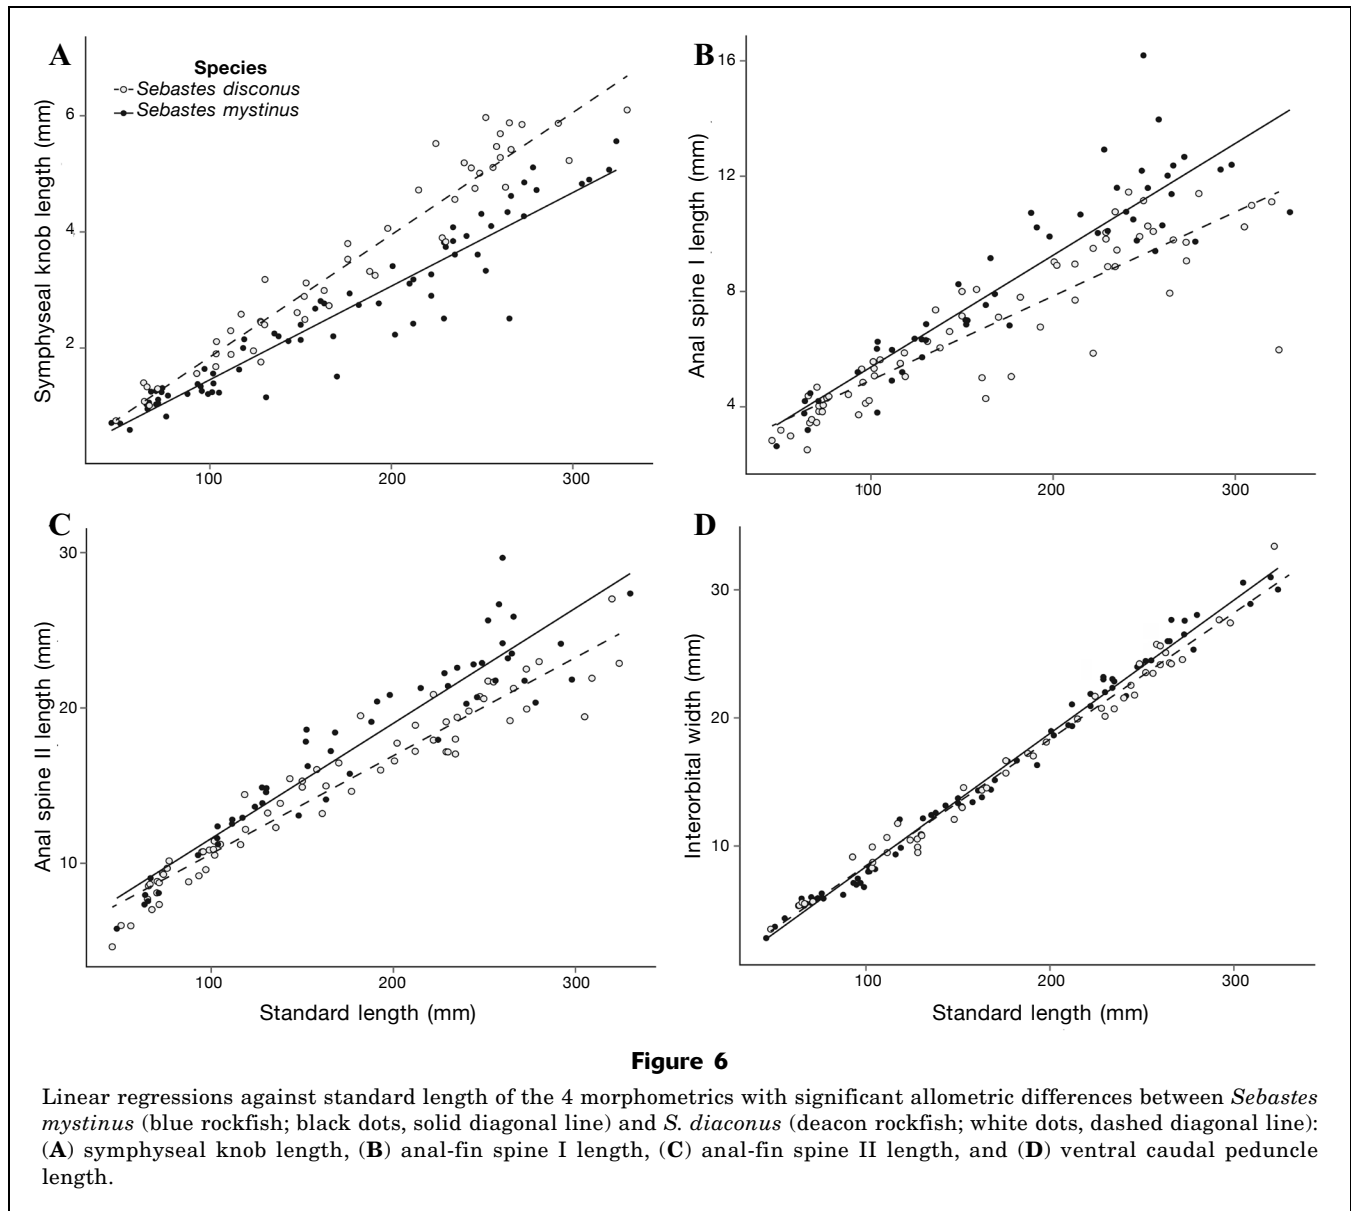 A
Species
Sebastes disconus
Sebastes mystinus
Symphyseal knob length (mm)
6
4
2
100
200
300
B
Anal spine I length (mm)
16
12
8
4
100
200
300
C
Anal spine II length (mm)
30
20
10
100
200
300
Standard length (mm)
D
Interorbital width (mm)
30
20
10
100
200
300
Standard length (mm)
Figure 6
Linear regressions against standard length of the 4 morphometrics with significant allometric differences between Sebastes
mystinus (blue rockfish; black dots, solid diagonal line) and S. diaconus (deacon rockfish; white dots, dashed diagonal line):
(A) symphyseal knob length, (B) anal-fin spine I length, (C) anal-fin spine II length, and (D) ventral caudal peduncle
length.